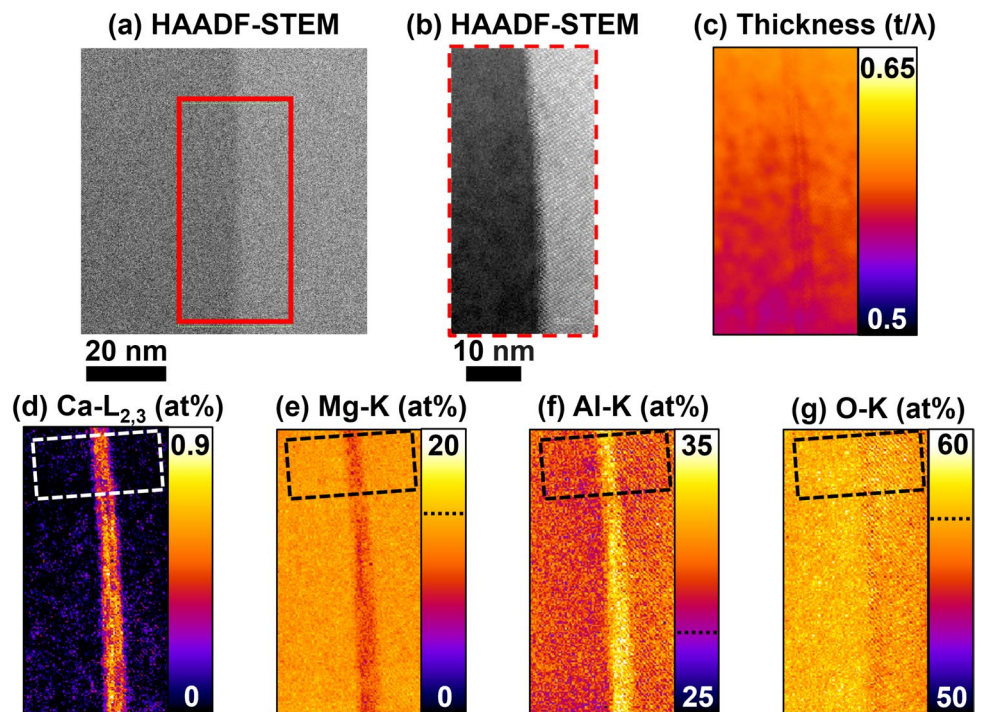 (a) HAADF-STEM
(b) HAADF-STEM
(c) Thickness (t/λ)
0.65
0.5
20 nm
10 nm
(d) Ca-L2,3 (at%)
(e) Mg-K (at%)
(f) Al-K (at%)
(g) O-K (at%)
0.9
20
35
60
0
0
25
50